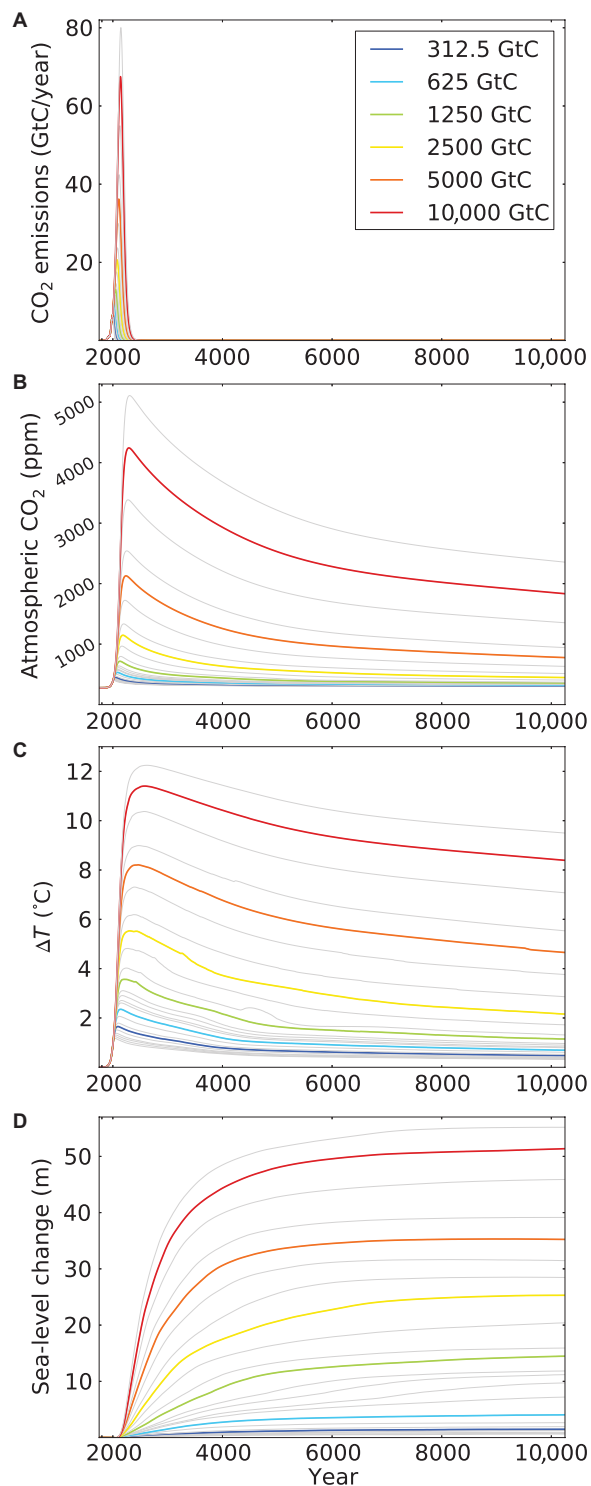 A
CO2 emissions (GtC/year)
80
60
40
20
312.5 GtC
625 GtC
1250 GtC
2500 GtC
5000 GtC
10,000 GtC
2000 4000 6000 8000 10,000
B
Atmospheric CO2 (ppm)
5000
4000
3000
2000
1000
2000 4000 6000 8000 10,000
C
ΔT (˚C)
12
10
8
6
4
2
2000 4000 6000 8000 10,000
D
Sea-level change (m)
50
40
30
20
10
2000 4000 6000 8000 10,000
Year